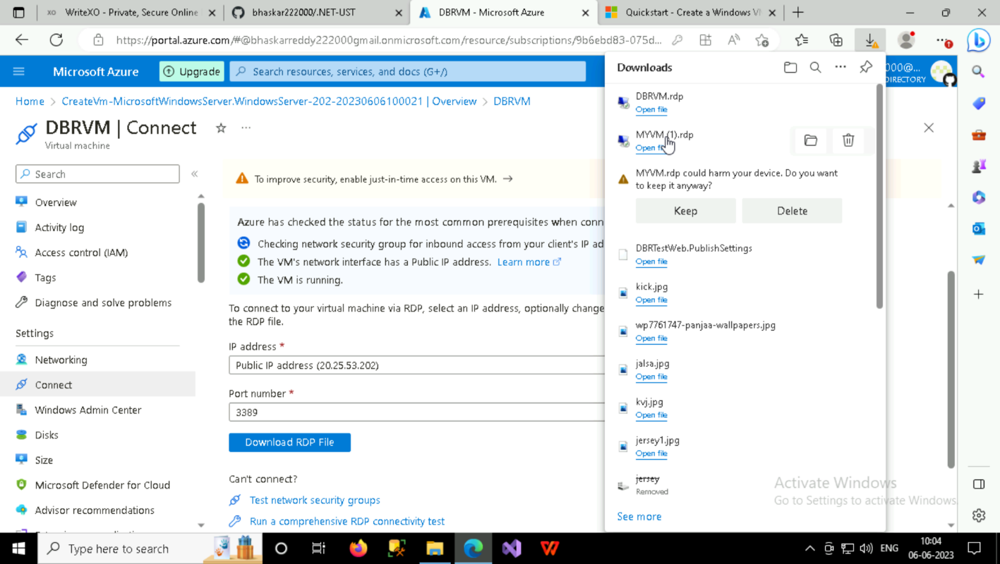 WriteXO - Private, Secure Online
bhaskar222000/.NET-UST
DBRVM - Microsoft Azure
Quickstart - Create a Windows VM
https://portal.azure.com/#@bhaskarreddy222000gmail.onmicrosoft.com/resource/subscriptions/9b6ebd83-075d...
Microsoft Azure
Upgrade
Search resources, services, and docs (G+/)
000@...
DIRECTORY
Home > CreateVm-MicrosoftWindowsServer.WindowsServer-202-20230606100021 | Overview > DBRVM
DBRVM | Connect
Virtual machine
Search
Overview
Activity log
Access control (IAM)
Tags
Diagnose and solve problems
Settings
Networking
Connect
Windows Admin Center
Disks
Size
Microsoft Defender for Cloud
Advisor recommendations
To improve security, enable just-in-time access on this VM. →
Azure has checked the status for the most common prerequisites when conn
Checking network security group for inbound access from your client's IP ad
The VM's network interface has a Public IP address. Learn more
The VM is running.
To connect to your virtual machine via RDP, select an IP address, optionally change
the RDP file.
IP address *
Public IP address (20.25.53.202)
Port number *
3389
Download RDP File
Can't connect?
Test network security groups
Run a comprehensive RDP connectivity test
Downloads
DBRVM.rdp
Open file
MYVM (1).rdp
Open file
MYVM.rdp could harm your device. Do you want
to keep it anyway?
Keep
Delete
DBRTestWeb.PublishSettings
Open file
kick.jpg
Open file
wp7761747-panjaa-wallpapers.jpg
Open file
jalsa.jpg
Open file
kvj.jpg
Open file
jersey1.jpg
Open file
jersey
Removed
See more
Activate Windows
Go to Settings to activate Windows.
Type here to search
ENG
10:04
06-06-2023